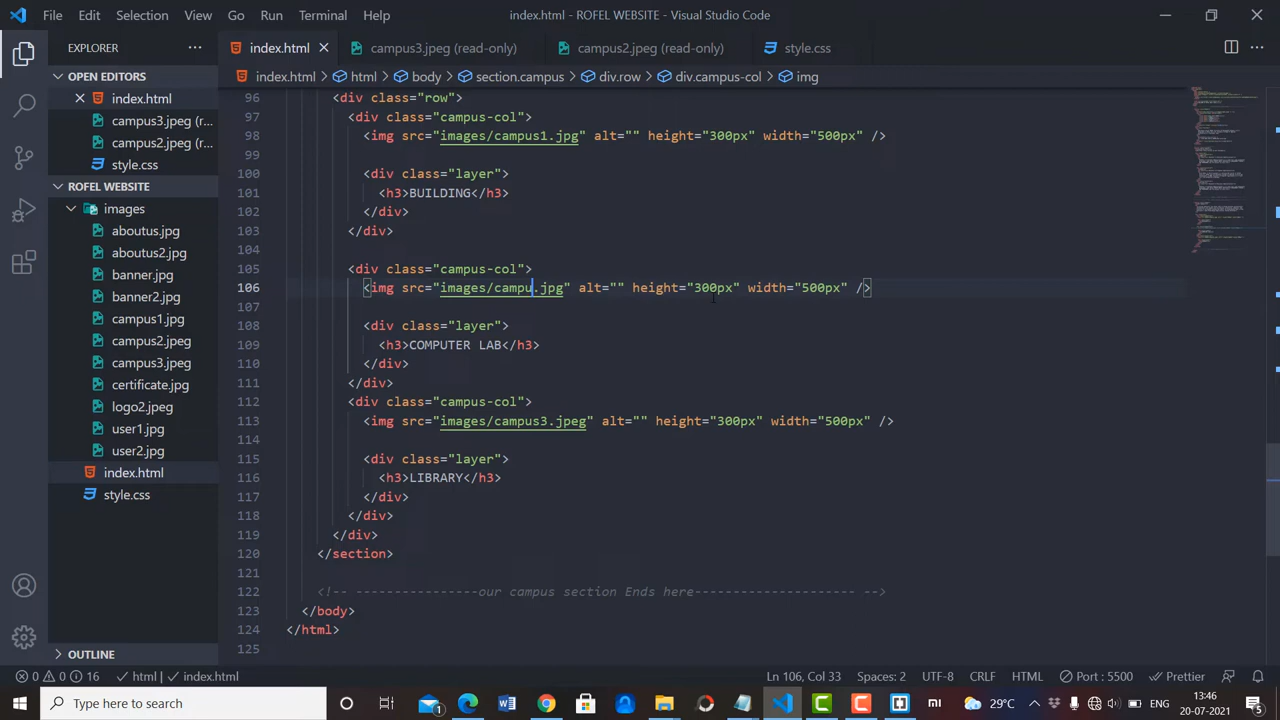 File Edit Selection View Go Run Terminal Help
index.html - ROFEL WEBSITE - Visual Studio Code
EXPLORER
index.html
campus3.jpeg (read-only)
campus2.jpeg (read-only)
style.css
OPEN EDITORS
index.html
campus3.jpeg (r...
campus2.jpeg (r...
style.css
ROFEL WEBSITE
images
aboutus.jpg
aboutus2.jpg
banner.jpg
banner2.jpg
campus1.jpg
campus2.jpeg
campus3.jpeg
certificate.jpg
logo2.jpeg
user1.jpg
user2.jpg
index.html
style.css
OUTLINE
index.html > html > body > section.campus > div.row > div.campus-col > img
96 <div class="row">
97 <div class="campus-col">
98 <img src="images/campus1.jpg" alt="" height="300px" width="500px" />
99
100 <div class="layer">
101 <h3>BUILDING</h3>
102 </div>
103 </div>
104
105 <div class="campus-col">
106 <img src="images/campu.jpg" alt="" height="300px" width="500px" />
107
108 <div class="layer">
109 <h3>COMPUTER LAB</h3>
110 </div>
111 </div>
112 <div class="campus-col">
113 <img src="images/campus3.jpeg" alt="" height="300px" width="500px" />
114
115 <div class="layer">
116 <h3>LIBRARY</h3>
117 </div>
118 </div>
119 </div>
120 </section>
121
122 <!-- ----------------our campus section Ends here--------------------- -->
123 </body>
124 </html>
125
0 0 16 html index.html
Ln 106, Col 33 Spaces: 2 UTF-8 CRLF HTML Port : 5500 Prettier
Type here to search
1
mi
29°C
ENG
13:46
20-07-2021
5